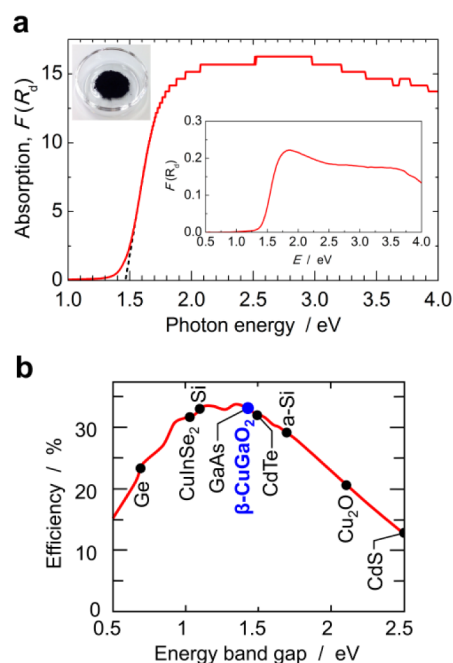 a
Absorption, F(R_d)
15
10
5
0
1.0 1.5 2.0 2.5 3.0 3.5 4.0
Photon energy / eV
F(R_d)
0.3
0.2
0.1
0.0
0.5 1.0 1.5 2.0 2.5 3.0 3.5 4.0
E / eV
b
Efficiency / %
30
20
10
0
0.5 1 1.5 2 2.5
Energy band gap / eV
Ge
CuInSe₂
Si
GaAs
β-CuGaO₂
CdTe
a-Si
Cu₂O
CdS